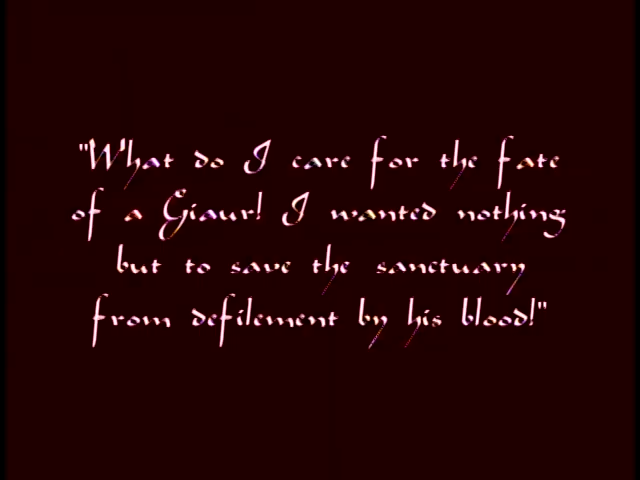 "What do I care for the fate
of a Giaur! I wanted nothing
but to save the sanctuary
from defilement by his blood!"